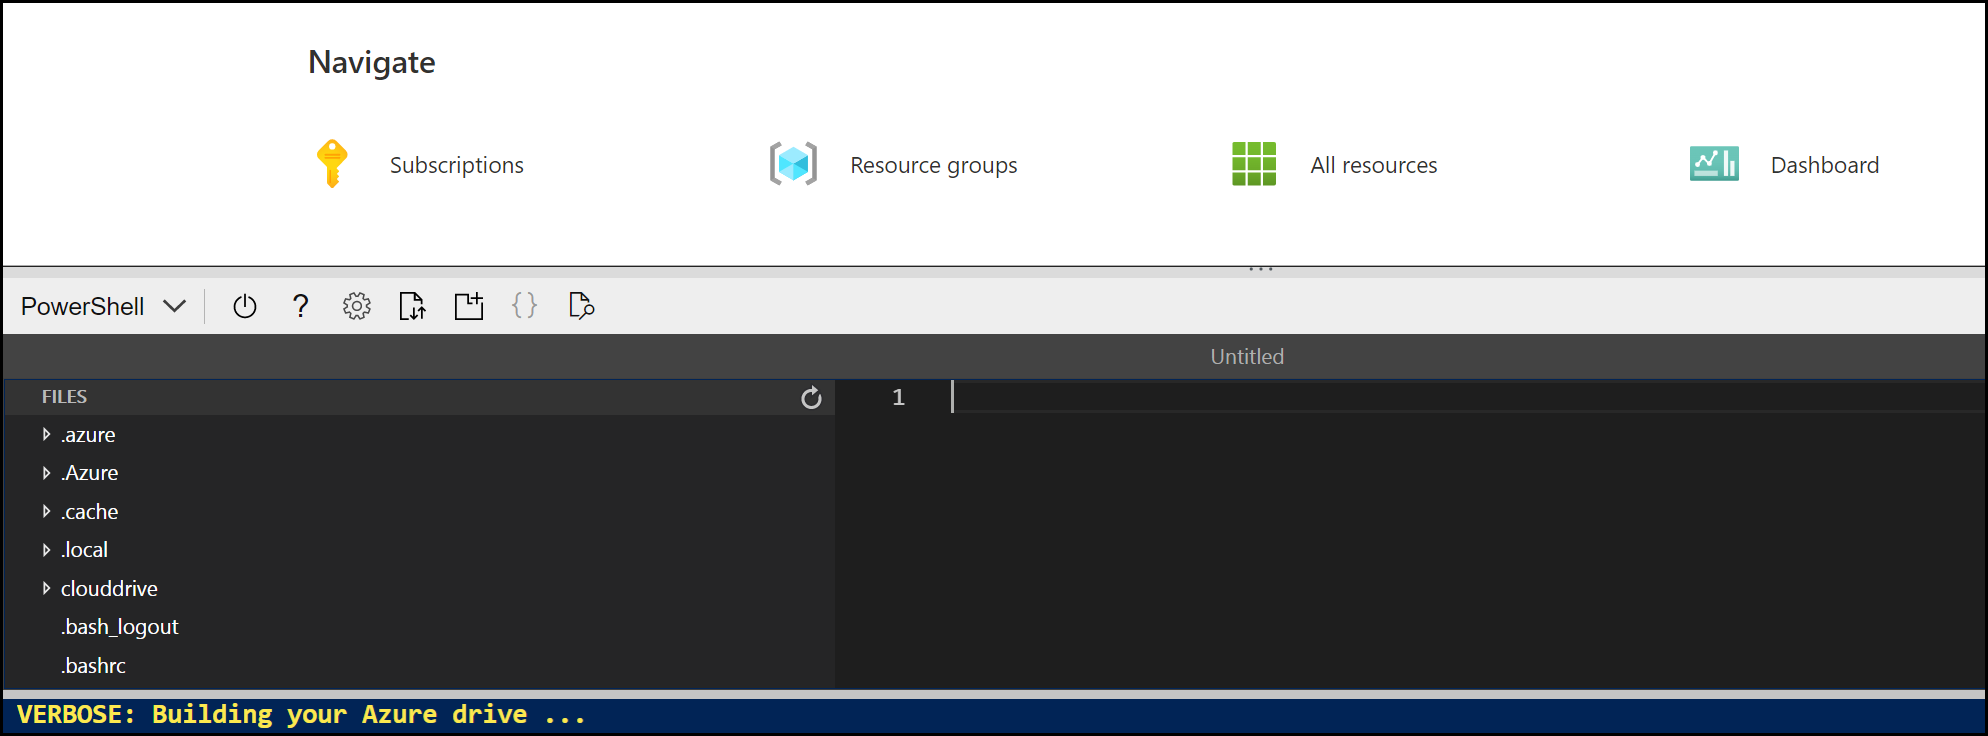 Navigate
Subscriptions
Resource groups
All resources
Dashboard
PowerShell
?
{}
Untitled
FILES
1
.azure
.Azure
.cache
.local
clouddrive
.bash_logout
.bashrc
VERBOSE: Building your Azure drive ...